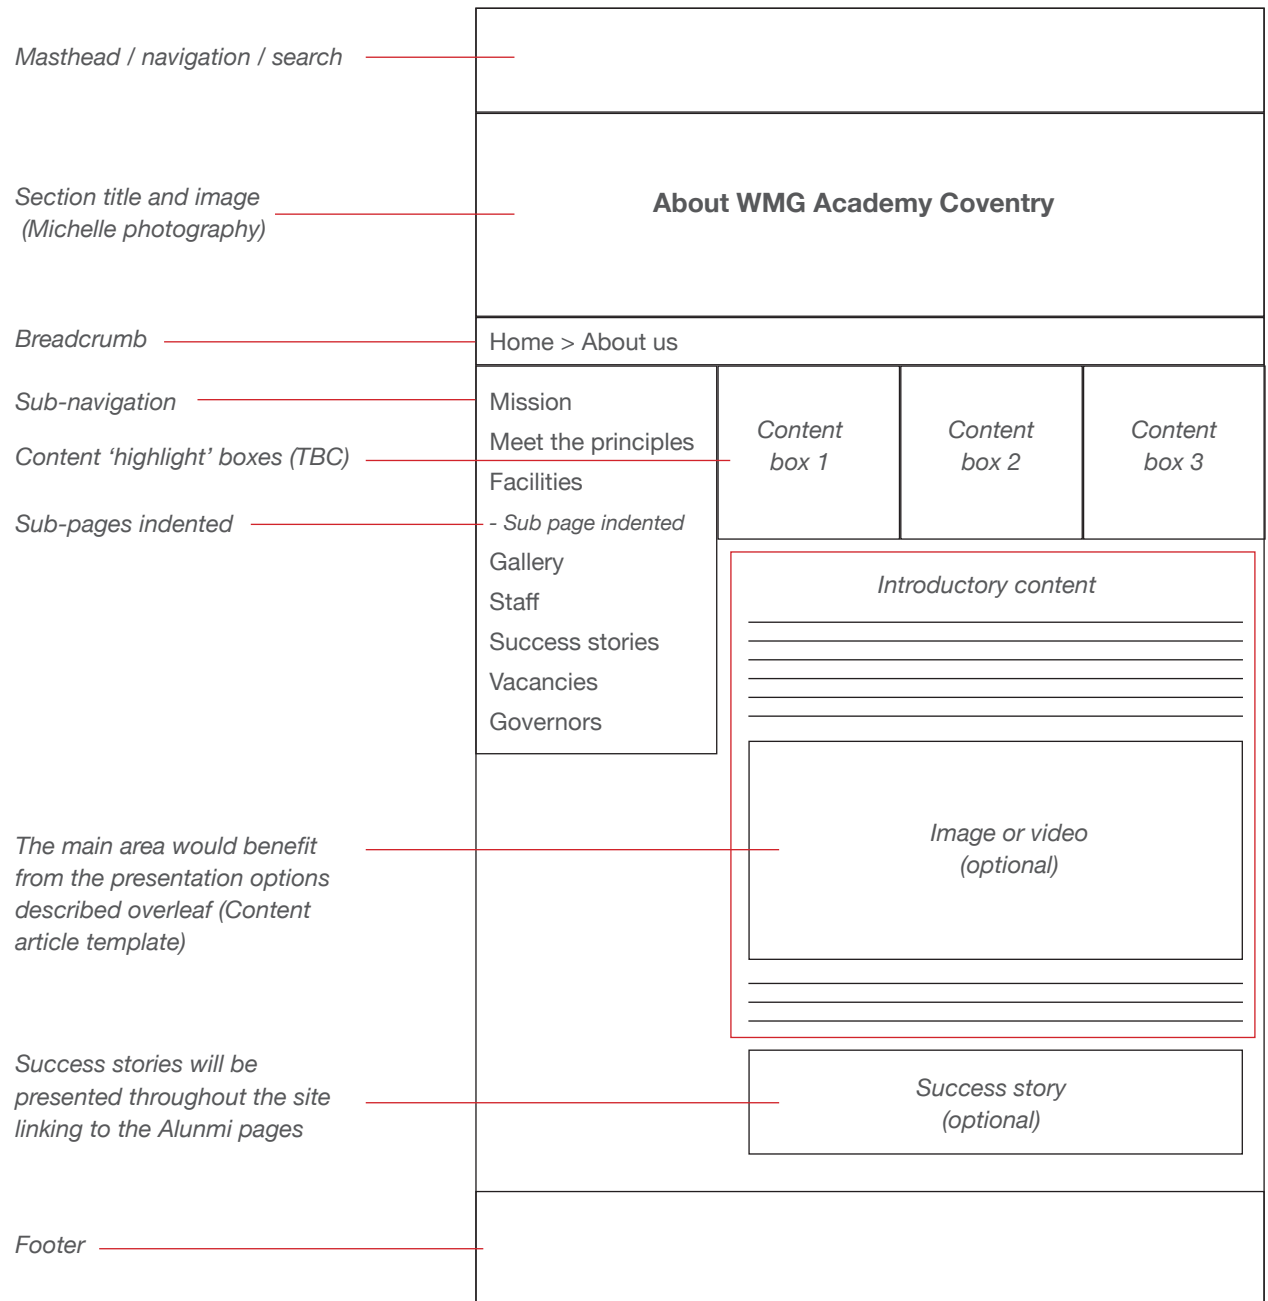 Masthead / navigation / search
Section title and image
(Michelle photography)
About WMG Academy Coventry
Breadcrumb
Home > About us
Sub-navigation
Content ‘highlight’ boxes (TBC)
Sub-pages indented
Mission
Meet the principles
Facilities
- Sub page indented
Gallery
Staff
Success stories
Vacancies
Governors
Content
box 1
Content
box 2
Content
box 3
Introductory content
The main area would benefit
from the presentation options
described overleaf (Content
article template)
Image or video
(optional)
Success stories will be
presented throughout the site
linking to the Alunmi pages
Success story
(optional)
Footer